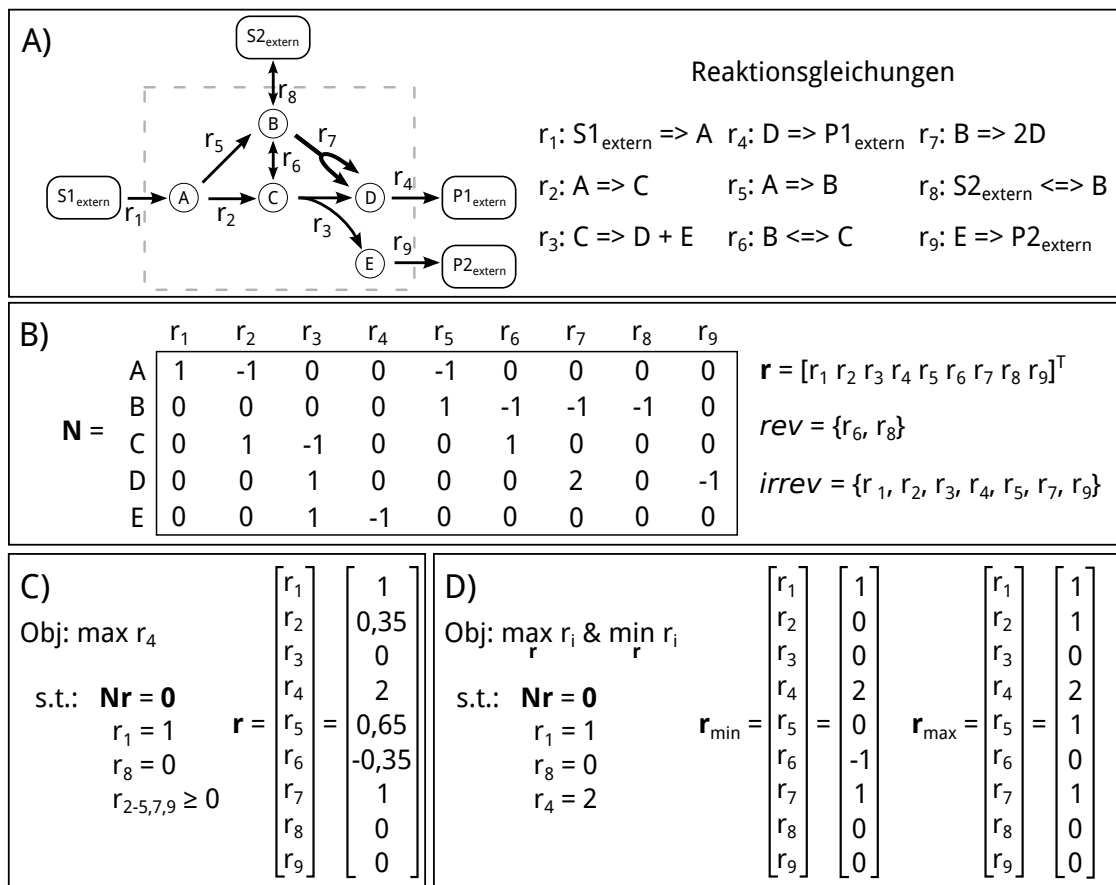 A)
S2extern
r8
B
r5
r7
r6
r4
S1extern
A
C
D
P1extern
r1
r2
r3
r9
E
P2extern
Reaktionsgleichungen
r1: S1extern => A r4: D => P1extern r7: B => 2D
r2: A => C r5: A => B r8: S2extern <=> B
r3: C => D + E r6: B <=> C r9: E => P2extern
B)
r1 r2 r3 r4 r5 r6 r7 r8 r9
A 1 -1 0 0 -1 0 0 0 0
B 0 0 0 0 1 -1 -1 -1 0
N = C 0 1 -1 0 0 1 0 0 0
D 0 0 1 0 0 0 2 0 -1
E 0 0 1 -1 0 0 0 0 0
r = [r1 r2 r3 r4 r5 r6 r7 r8 r9]T
rev = {r6, r8}
irrev = {r 1, r2, r3, r4, r5, r7, r9}
C)
Obj: max r4
s.t.: Nr = 0
r1 = 1
r8 = 0
r2-5,7,9 ≥ 0
r = [r1 r2 r3 r4 r5 r6 r7 r8 r9] = [1 0,35 0 2 0,65 -0,35 1 0 0]
D)
Obj: max r ri & min r ri
s.t.: Nr = 0
r1 = 1
r8 = 0
r4 = 2
rmin = [r1 r2 r3 r4 r5 r6 r7 r8 r9] = [1 0 0 2 0 -1 1 0 0]
rmax = [r1 r2 r3 r4 r5 r6 r7 r8 r9] = [1 1 0 2 1 0 1 0 0]